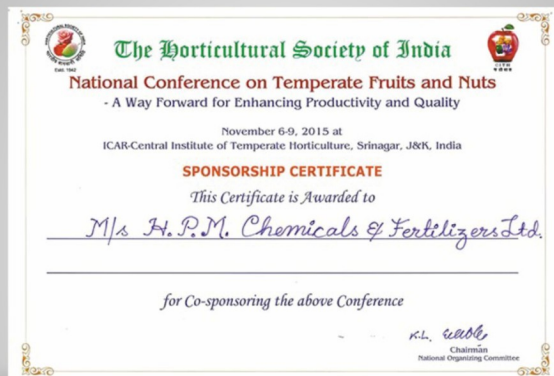 The Horticultural Society of India
National Conference on Temperate Fruits and Nuts
- A Way Forward for Enhancing Productivity and Quality
November 6-9, 2015 at
ICAR-Central Institute of Temperate Horticulture, Srinagar, J&K, India
SPONSORSHIP CERTIFICATE
This Certificate is Awarded to
M/s H.P.M. Chemicals & Fertilizers Ltd.
for Co-sponsoring the above Conference
K.L.
Chairman
National Organizing Committee